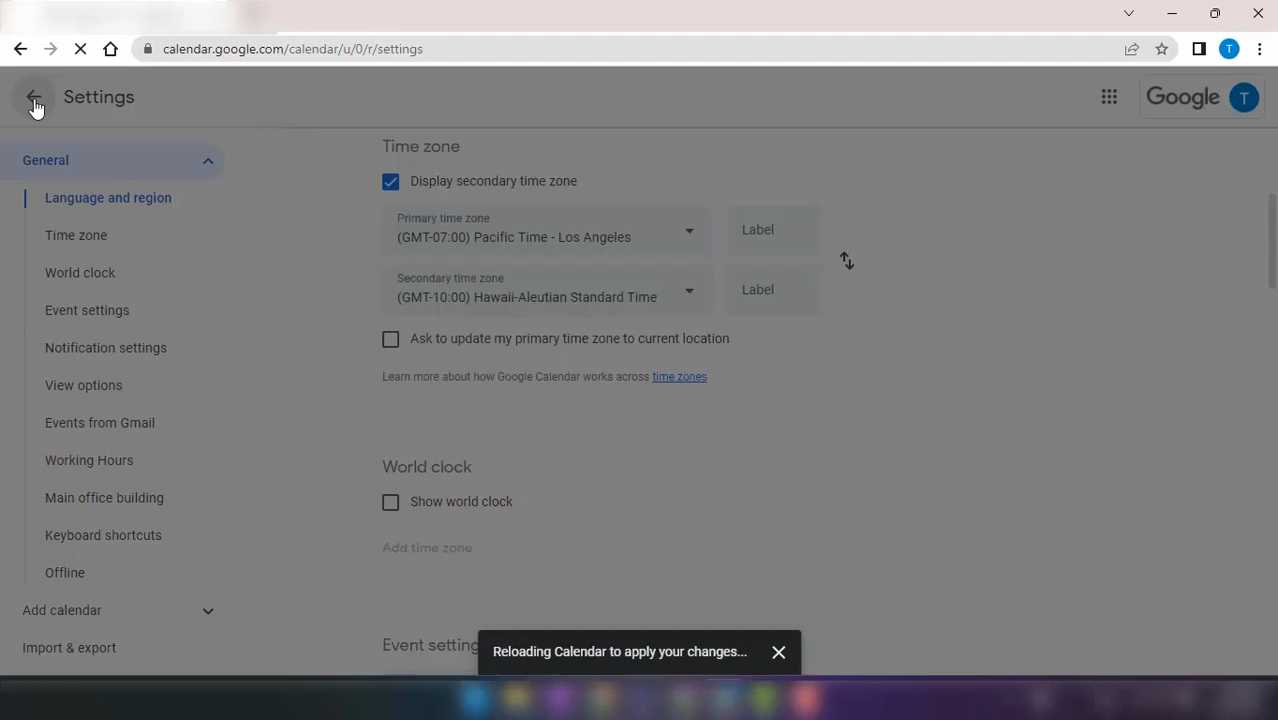 calendar.google.com/calendar/u/0/r/settings
T
Settings
Google T
General
Language and region
Time zone
World clock
Event settings
Notification settings
View options
Events from Gmail
Working Hours
Main office building
Keyboard shortcuts
Offline
Add calendar
Import & export
Time zone
Display secondary time zone
Primary time zone
(GMT-07:00) Pacific Time - Los Angeles
Label
Secondary time zone
(GMT-10:00) Hawaii-Aleutian Standard Time
Label
Ask to update my primary time zone to current location
Learn more about how Google Calendar works across time zones
World clock
Show world clock
Add time zone
Event setting
Reloading Calendar to apply your changes...